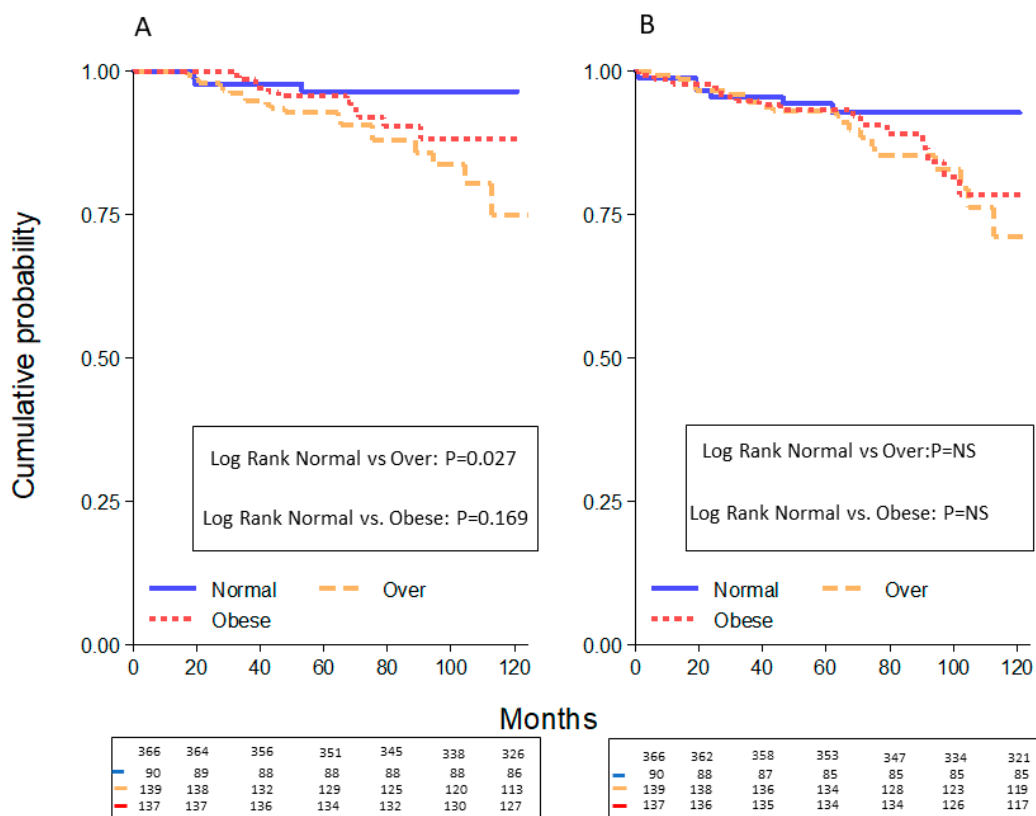 A
B
1.00
0.75
0.50
0.25
0.00
Cumulative probability
Log Rank Normal vs Over: P=0.027
Log Rank Normal vs. Obese: P=0.169
Normal
Over
Obese
0 20 40 60 80 100 120
1.00
0.75
0.50
0.25
0.00
Log Rank Normal vs Over:P=NS
Log Rank Normal vs. Obese: P=NS
Normal
Over
Obese
0 20 40 60 80 100 120
Months
366 364 356 351 345 338 326
90 89 88 88 88 88 86
139 138 132 129 125 120 113
137 137 136 134 132 130 127
366 362 358 353 347 334 321
90 88 87 85 85 85 85
139 138 136 134 128 123 119
137 136 135 134 134 126 117